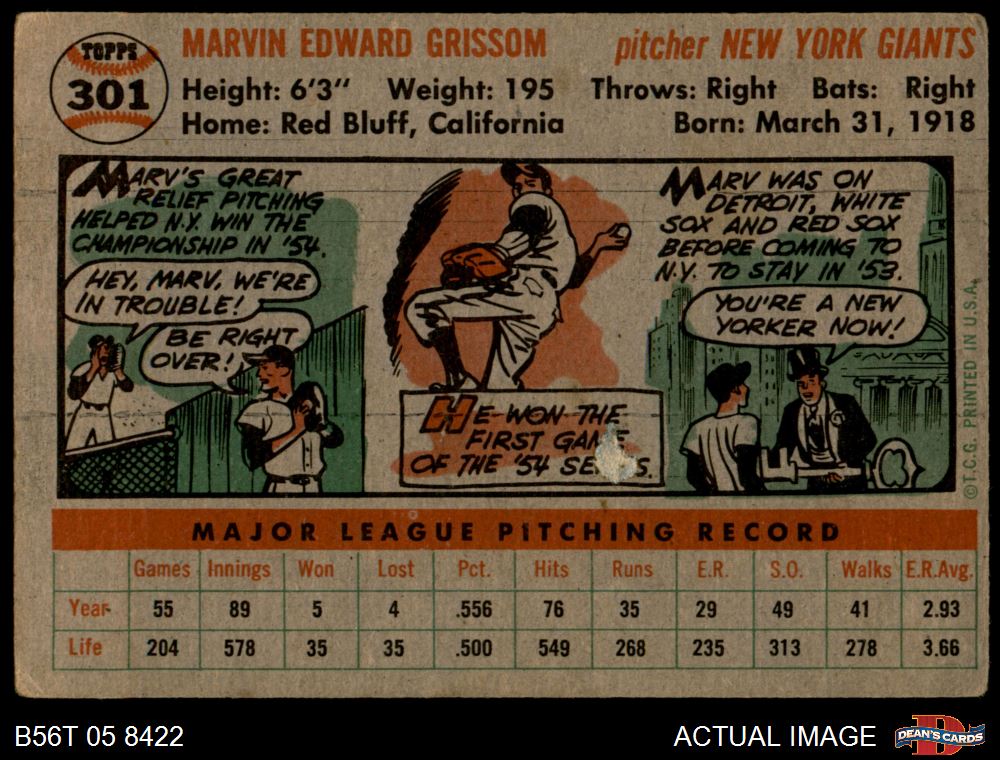 TOPPS
301
MARVIN EDWARD GRISSOM pitcher NEW YORK GIANTS
Height: 6'3" Weight: 195 Throws: Right Bats: Right
Home: Red Bluff, California Born: March 31, 1918
MARV'S GREAT
RELIEF PITCHING
HELPED N.Y. WIN THE
CHAMPIONSHIP IN '54.
HEY, MARV, WE'RE
IN TROUBLE!
BE RIGHT
OVER!
HE WON THE
FIRST GAME
OF THE '54 SERIES.
MARV WAS ON
DETROIT, WHITE
SOX AND RED SOX
BEFORE COMING TO
N.Y. TO STAY IN '53.
YOU'RE A NEW
YORKER NOW!
©T.C.G. PRINTED IN U.S.A.
MAJOR LEAGUE PITCHING RECORD
Games Innings Won Lost Pct. Hits Runs E.R. S.O. Walks E.R.Avg.
Year 55 89 5 4 .556 76 35 29 49 41 2.93
Life 204 578 35 35 .500 549 268 235 313 278 3.66
B56T 05 8422 ACTUAL IMAGE DEAN'S CARDS